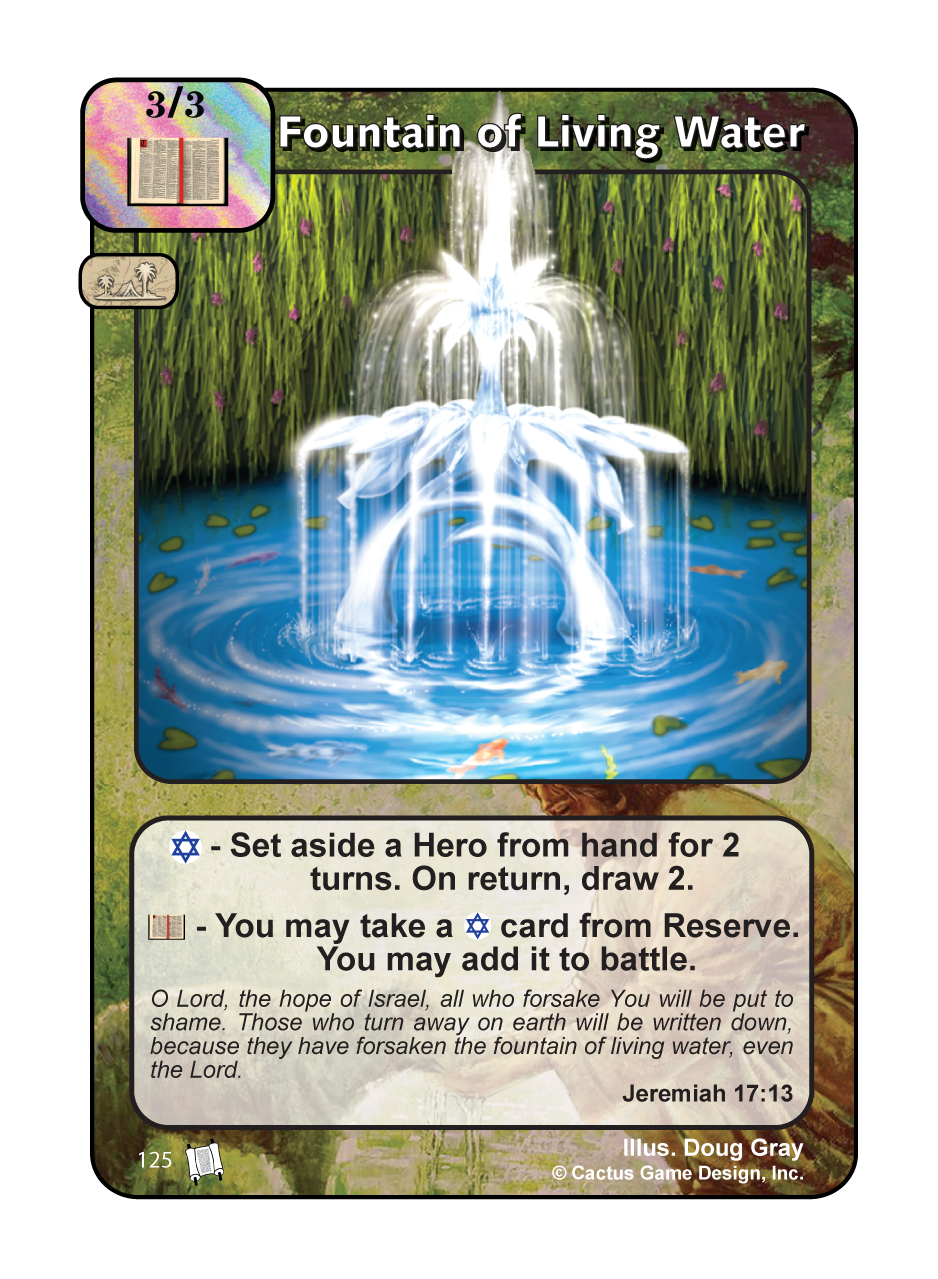 3/3
Fountain of Living Water
- Set aside a Hero from hand for 2
turns. On return, draw 2.
- You may take a ✡ card from Reserve.
You may add it to battle.
O Lord, the hope of Israel, all who forsake You will be put to
shame. Those who turn away on earth will be written down,
because they have forsaken the fountain of living water, even
the Lord.
Jeremiah 17:13
125
Illus. Doug Gray
© Cactus Game Design, Inc.